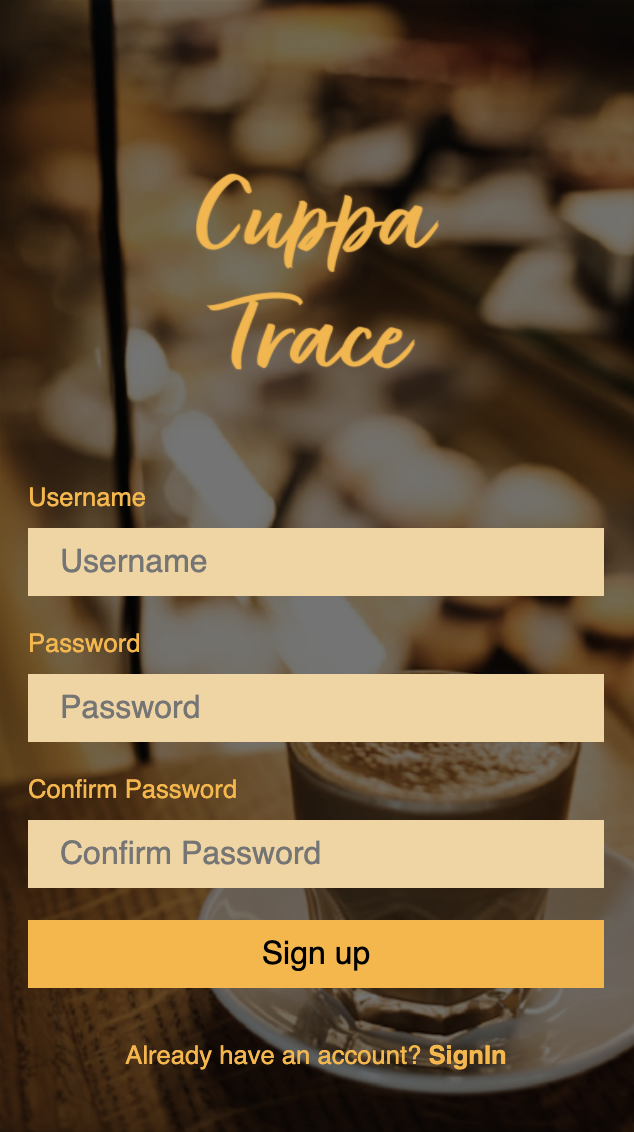 Cuppa
Trace
Username
Username
Password
Password
Confirm Password
Confirm Password
Sign up
Already have an account? SignIn